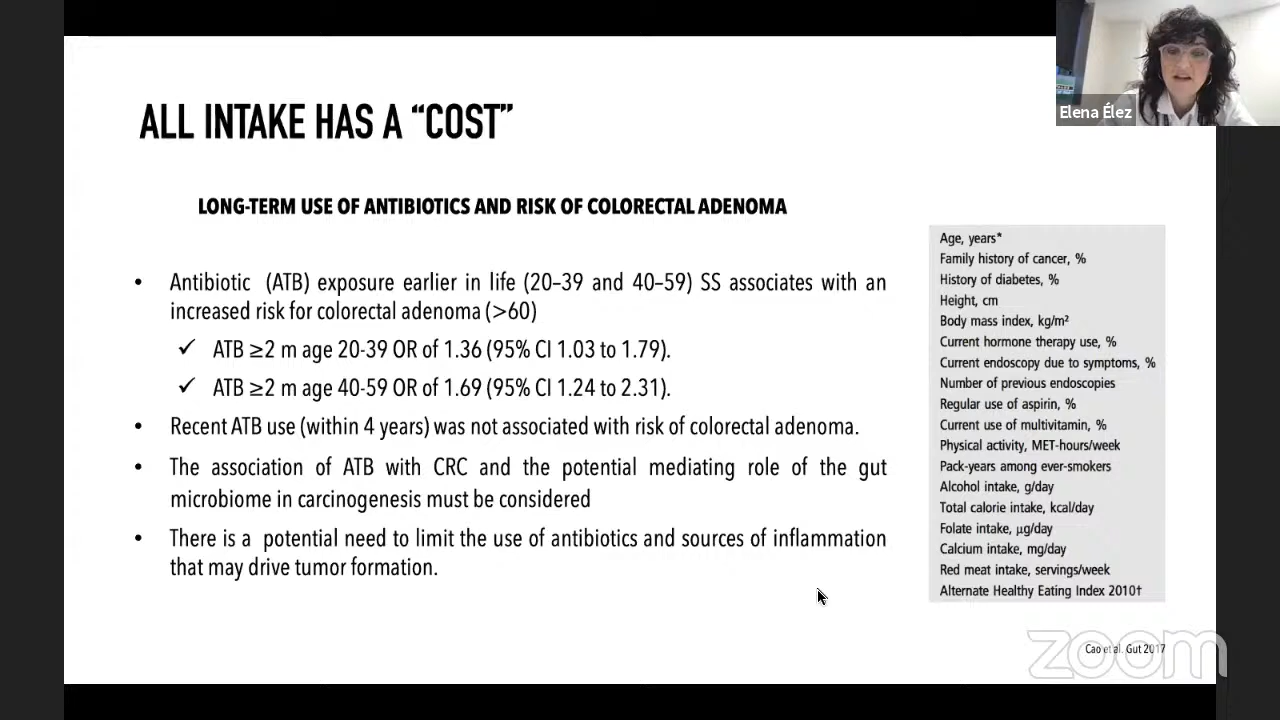 ALL INTAKE HAS A “COST”
Elena Élez
LONG-TERM USE OF ANTIBIOTICS AND RISK OF COLORECTAL ADENOMA
• Antibiotic (ATB) exposure earlier in life (20–39 and 40–59) SS associates with an
increased risk for colorectal adenoma (>60)
✓ ATB ≥2 m age 20-39 OR of 1.36 (95% CI 1.03 to 1.79).
✓ ATB ≥2 m age 40-59 OR of 1.69 (95% CI 1.24 to 2.31).
• Recent ATB use (within 4 years) was not associated with risk of colorectal adenoma.
• The association of ATB with CRC and the potential mediating role of the gut
microbiome in carcinogenesis must be considered
• There is a potential need to limit the use of antibiotics and sources of inflammation
that may drive tumor formation.
Age, years*
Family history of cancer, %
History of diabetes, %
Height, cm
Body mass index, kg/m²
Current hormone therapy use, %
Current endoscopy due to symptoms, %
Number of previous endoscopies
Regular use of aspirin, %
Current use of multivitamin, %
Physical activity, MET-hours/week
Pack-years among ever-smokers
Alcohol intake, g/day
Total calorie intake, kcal/day
Folate intake, μg/day
Calcium intake, mg/day
Red meat intake, servings/week
Alternate Healthy Eating Index 2010†
Cao et al. Gut 2017
zoom